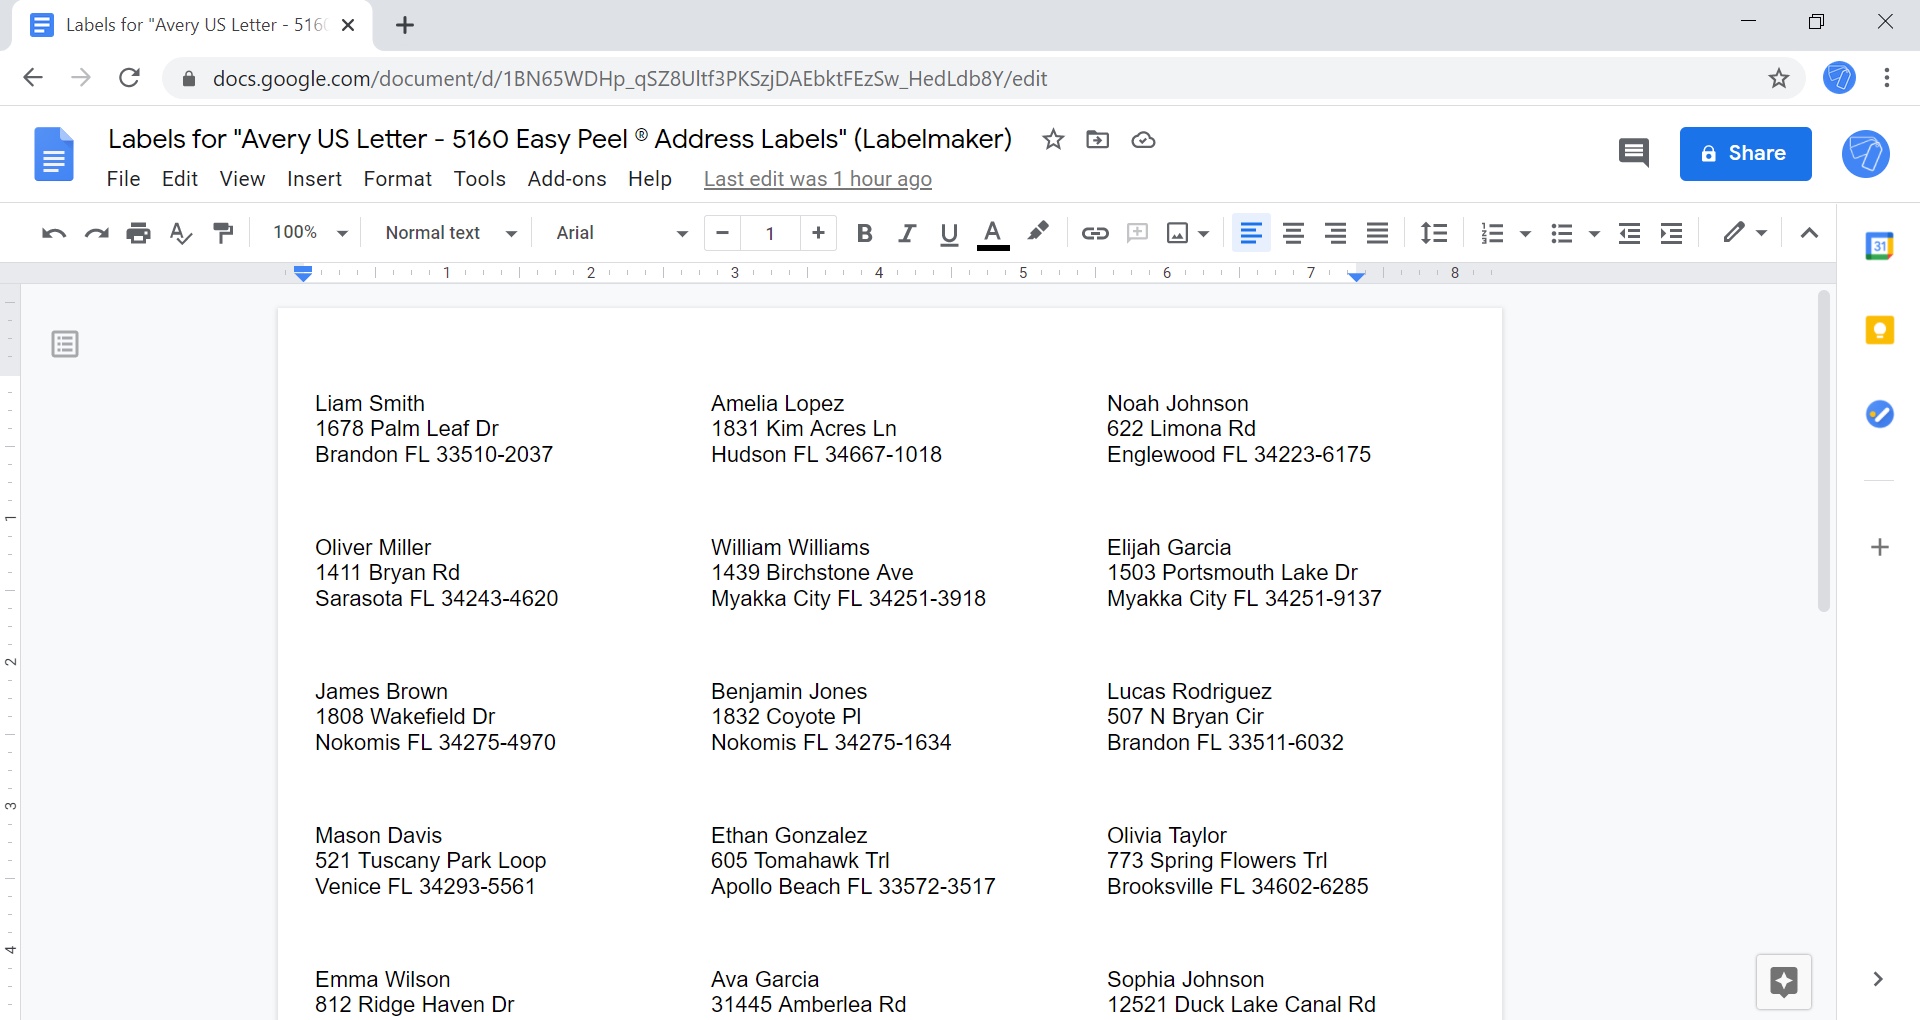 Labels for "Avery US Letter - 516
docs.google.com/document/d/1BN65WDHp_qSZ8Ultf3PKSzjDAEbktFEzSw_HedLdb8Y/edit
Labels for "Avery US Letter - 5160 Easy Peel ® Address Labels" (Labelmaker)
Share
File Edit View Insert Format Tools Add-ons Help Last edit was 1 hour ago
100% Normal text Arial − 1 + B I U A
31
1 2 3 4 5 6 7 8
Liam Smith
1678 Palm Leaf Dr
Brandon FL 33510-2037
Amelia Lopez
1831 Kim Acres Ln
Hudson FL 34667-1018
Noah Johnson
622 Limona Rd
Englewood FL 34223-6175
Oliver Miller
1411 Bryan Rd
Sarasota FL 34243-4620
William Williams
1439 Birchstone Ave
Myakka City FL 34251-3918
Elijah Garcia
1503 Portsmouth Lake Dr
Myakka City FL 34251-9137
James Brown
1808 Wakefield Dr
Nokomis FL 34275-4970
Benjamin Jones
1832 Coyote Pl
Nokomis FL 34275-1634
Lucas Rodriguez
507 N Bryan Cir
Brandon FL 33511-6032
Mason Davis
521 Tuscany Park Loop
Venice FL 34293-5561
Ethan Gonzalez
605 Tomahawk Trl
Apollo Beach FL 33572-3517
Olivia Taylor
773 Spring Flowers Trl
Brooksville FL 34602-6285
Emma Wilson
812 Ridge Haven Dr
Ava Garcia
31445 Amberlea Rd
Sophia Johnson
12521 Duck Lake Canal Rd
1
2
3
4